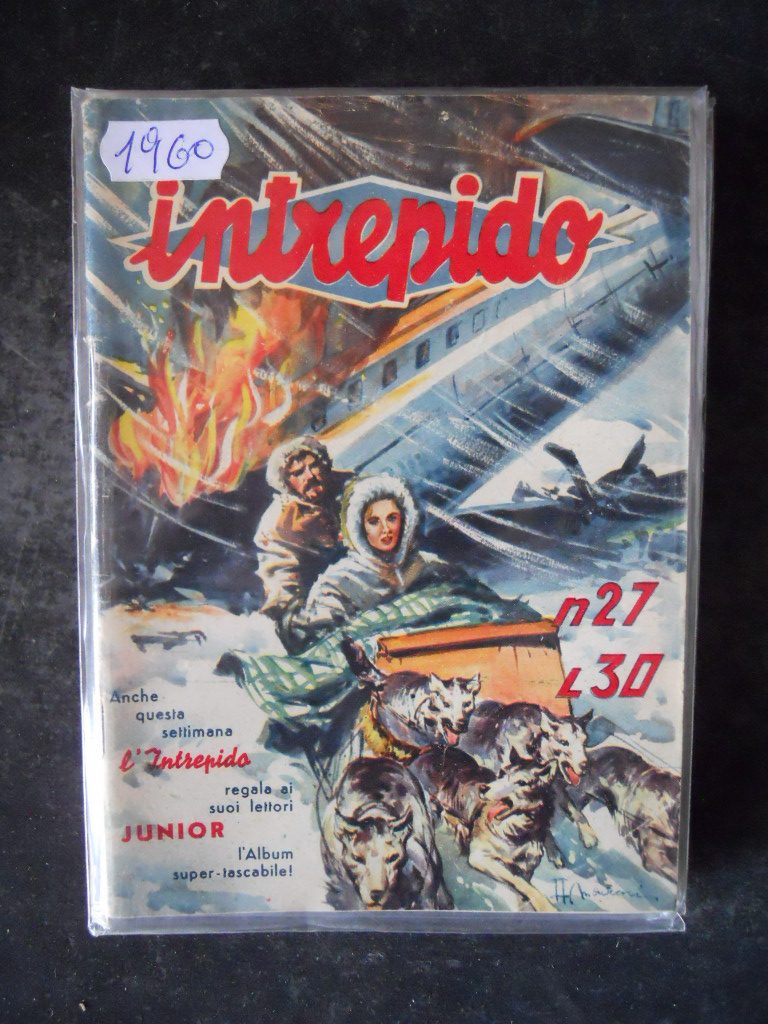 1960
intrepido
n27
L30
Anche
questa
settimana
l'Intrepido
regala ai
suoi lettori
JUNIOR
l'Album
super-tascabile!